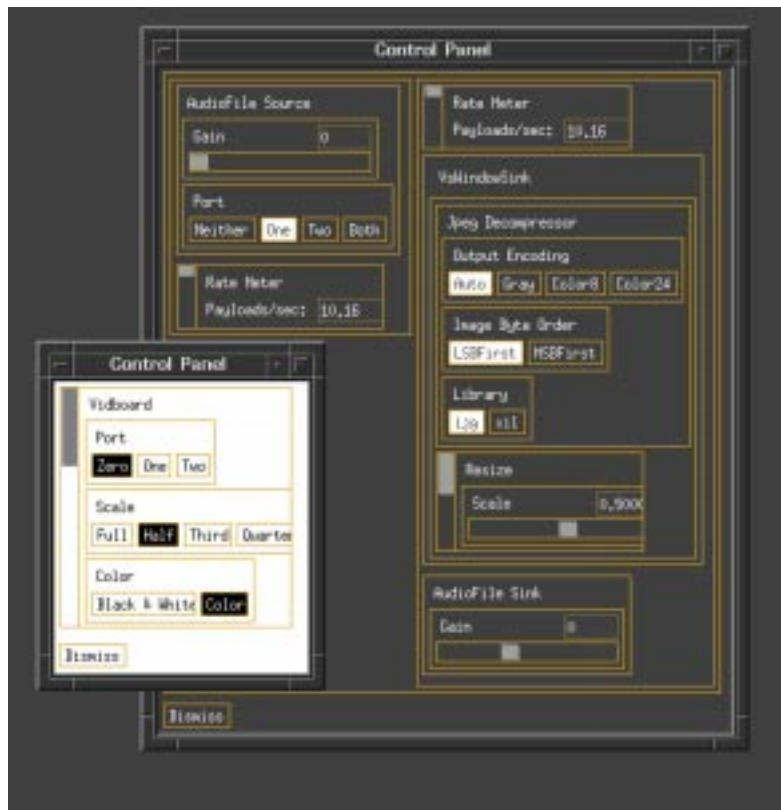 Control Panel
AudioFile Source
Gain 0
Port
Neither One Two Both
Rate Meter
Payloads/sec: 10.16
Rate Meter
Payloads/sec: 10.16
VsWindowSink
Jpeg Decompressor
Output Encoding
Auto Gray Color8 Color24
Image Byte Order
LSBFirst MSBFirst
Library
ijg xil
Resize
Scale 0.5000
AudioFile Sink
Gain 0
Dismiss
Control Panel
Vidboard
Port
Zero One Two
Scale
Full Half Third Quarter
Color
Black & White Color
Dismiss